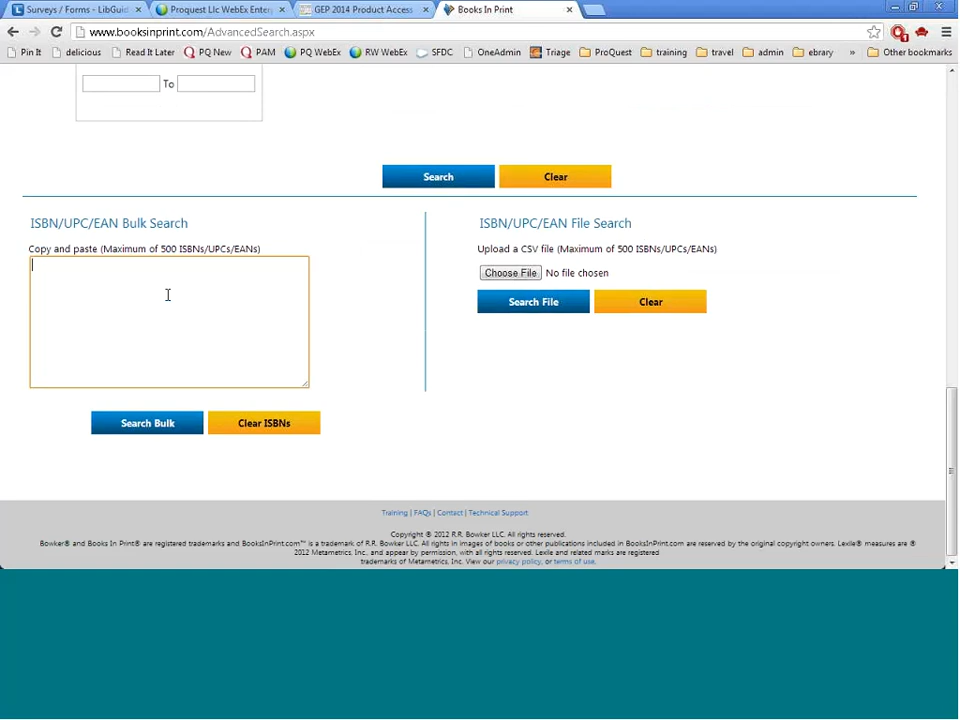 Surveys / Forms - LibGuid
Proquest Llc WebEx Enter
GEP 2014 Product Access
Books In Print
www.booksinprint.com/AdvancedSearch.aspx
Pin It
delicious
Read It Later
PQ New
PAM
PQ WebEx
RW WebEx
SFDC
OneAdmin
Triage
ProQuest
training
travel
admin
ebrary
»
Other bookmarks
To
Search
Clear
ISBN/UPC/EAN Bulk Search
Copy and paste (Maximum of 500 ISBNs/UPCs/EANs)
Search Bulk
Clear ISBNs
ISBN/UPC/EAN File Search
Upload a CSV file (Maximum of 500 ISBNs/UPCs/EANs)
Choose File No file chosen
Search File
Clear
Training | FAQs | Contact | Technical Support
Copyright © 2012 R.R. Bowker LLC. All rights reserved.
Bowker® and Books In Print® are registered trademarks and BooksInPrint.com™ is a trademark of R.R. Bowker LLC. All rights in images of books or other publications included in BooksInPrint.com are reserved by the original copyright owners. Lexile® measures are ®
2012 Metametrics, Inc., and appear by permission, with all rights reserved. Lexile and related marks are registered
trademarks of Metametrics, Inc. View our privacy policy, or terms of use.